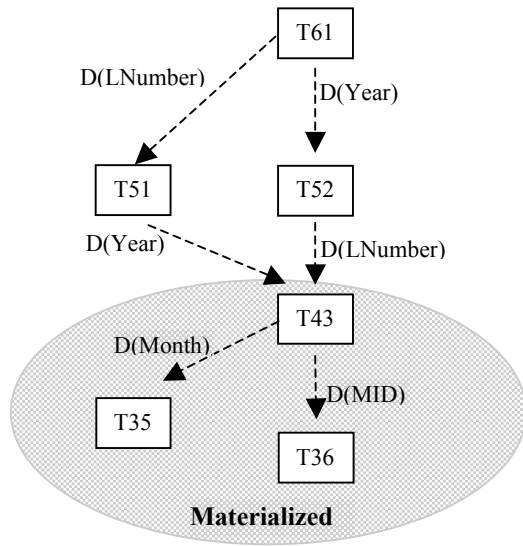 T61
D(LNumber)
D(Year)
T51
T52
D(Year)
D(LNumber)
T43
D(Month)
D(MID)
T35
T36
Materialized